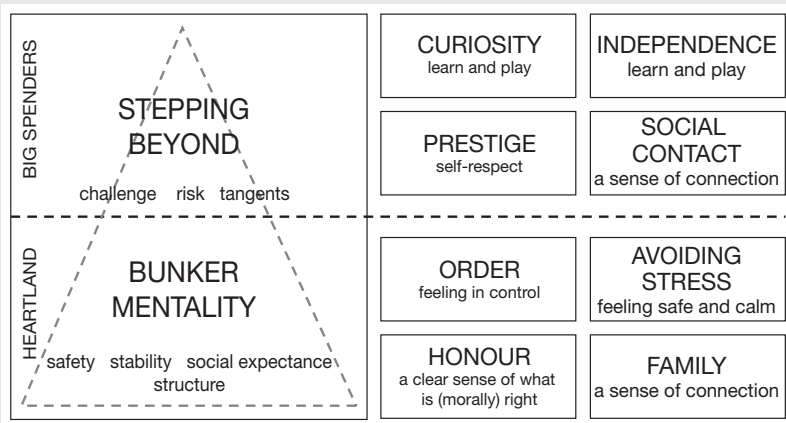 BIG SPENDERS
STEPPING
BEYOND
challenge risk tangents
HEARTLAND
BUNKER
MENTALITY
safety stability social expectance
structure
CURIOSITY
learn and play
INDEPENDENCE
learn and play
PRESTIGE
self-respect
SOCIAL
CONTACT
a sense of connection
ORDER
feeling in control
AVOIDING
STRESS
feeling safe and calm
HONOUR
a clear sense of what
is (morally) right
FAMILY
a sense of connection